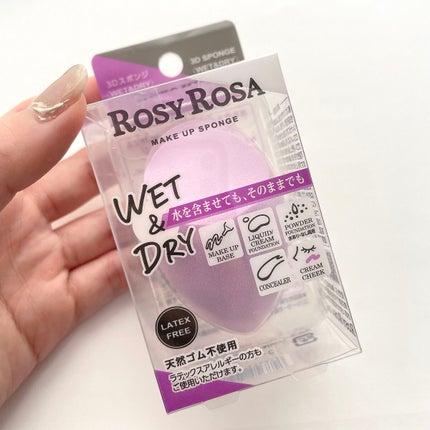 3Dスポンジ
〈WET&DRY〉
3D SPONGE
〈WET&DRY〉
ROSY ROSA
MAKE UP SPONGE
WET
&
DRY
水を含ませても、そのままでも
MAKE UP
BASE
LIQUID/
CREAM
FOUNDATION
POWDER
FOUNDATION
CONCEALER
CREAM
CHEEK
LATEX
FREE
天然ゴム不使用
ラテックスアレルギーの方も
ご使用いただけます。